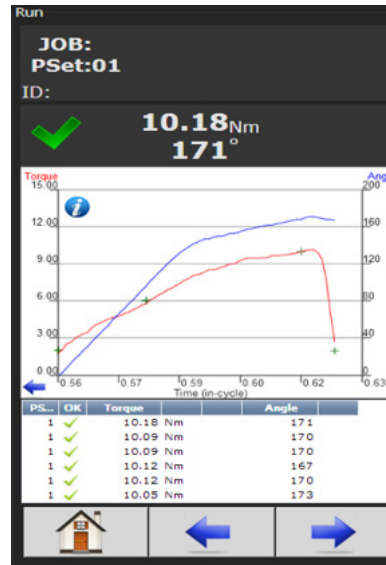 Run
JOB:
PSet:01
ID:
10.18Nm
171°
Torque Ang
15.00 200
12.00 160
9.00 120
6.00 80
3.00 40
0.00 0
0.56 0.57 0.59 0.60 0.62 0.63
Time (in-cycle)
PS... OK Torque Angle
1 10.18 Nm 171
1 10.09 Nm 170
1 10.09 Nm 170
1 10.12 Nm 167
1 10.12 Nm 170
1 10.05 Nm 173